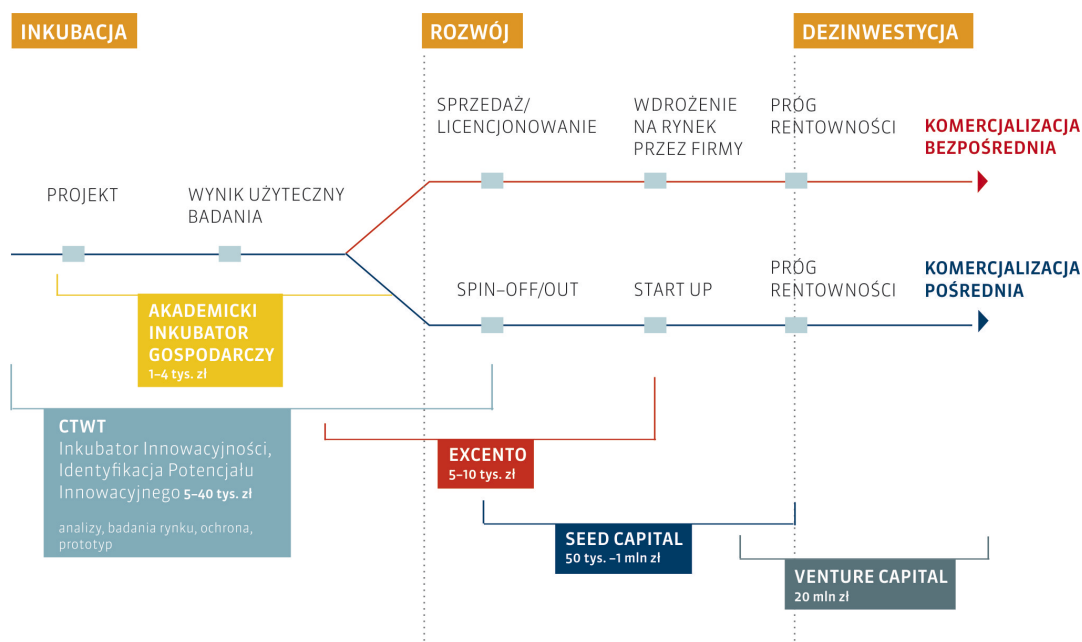 INKUBACJA
ROZWÓJ
DEZINWESTYCJA
SPRZEDAŻ/
LICENCJONOWANIE
WDROŻENIE
NA RYNEK
PRZEZ FIRMY
PRÓG
RENTOWNOŚCI
KOMERCJALIZACJA
BEZPOŚREDNIA
PROJEKT
WYNIK UŻYTECZNY
BADANIA
SPIN–OFF/OUT
START UP
PRÓG
RENTOWNOŚCI
KOMERCJALIZACJA
POŚREDNIA
AKADEMICKI
INKUBATOR
GOSPODARCZY
1–4 tys. zł
CTWT
Inkubator Innowacyjności,
Identyfikacja Potencjału
Innowacyjnego 5–40 tys. zł
analizy, badania rynku, ochrona,
prototyp
EXCENTO
5–10 tys. zł
SEED CAPITAL
50 tys. –1 mln zł
VENTURE CAPITAL
20 mln zł